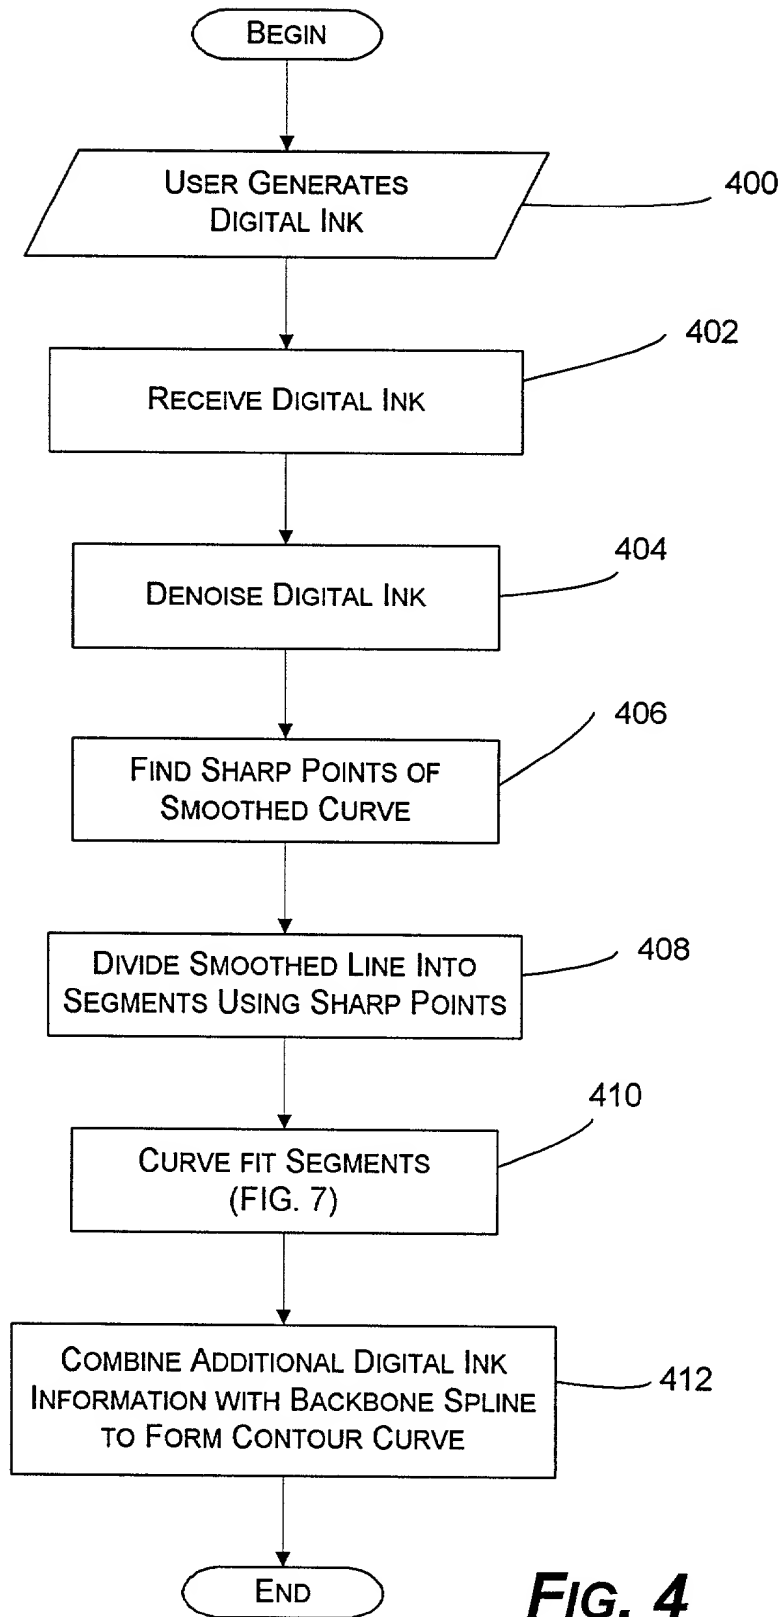 BEGIN
USER GENERATES
DIGITAL INK
400
402
RECEIVE DIGITAL INK
404
DENOISE DIGITAL INK
406
FIND SHARP POINTS OF
SMOOTHED CURVE
408
DIVIDE SMOOTHED LINE INTO
SEGMENTS USING SHARP POINTS
410
CURVE FIT SEGMENTS
(FIG. 7)
COMBINE ADDITIONAL DIGITAL INK
INFORMATION WITH BACKBONE SPLINE
TO FORM CONTOUR CURVE
412
END
FIG. 4